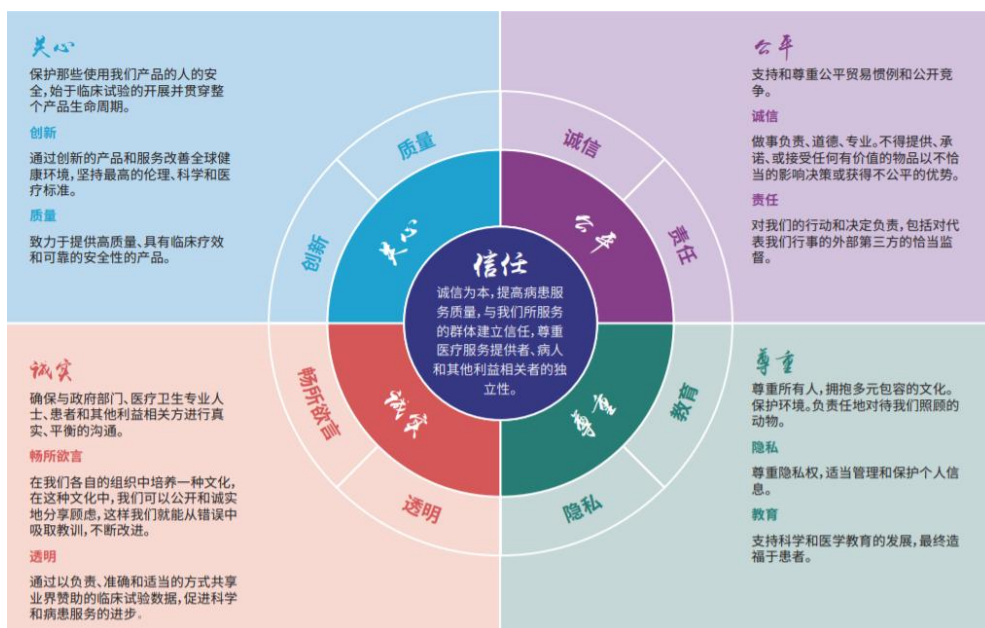 关心
保护那些使用我们产品的人的安
全,始于临床试验的开展并贯穿整
个产品生命周期。
创新
通过创新的产品和服务改善全球健
康环境,坚持最高的伦理、科学和医
疗标准。
质量
致力于提供高质量、具有临床疗效
和可靠的安全性的产品。
公平
支持和尊重公平贸易惯例和公开竞
争。
诚信
做事负责、道德、专业。不得提供、承
诺、或接受任何有价值的物品以不恰
当的影响决策或获得不公平的优势。
责任
对我们的行动和决定负责,包括对代
表我们行事的外部第三方的恰当监
督。
质量
诚信
创新
关心
公平
责任
信任
诚信为本,提高病患服
务质量,与我们所服务
的群体建立信任,尊重
医疗服务提供者、病人
和其他利益相关者的独
立性。
畅所欲言
诚实
尊重
教育
透明
隐私
诚实
确保与政府部门、医疗卫生专业人
士、患者和其他利益相关方进行真
实、平衡的沟通。
畅所欲言
在我们各自的组织中培养一种文化,
在这种文化中,我们可以公开和诚实
地分享顾虑,这样我们就能从错误中
吸取教训,不断改进。
透明
通过以负责、准确和适当的方式共享
业界赞助的临床试验数据,促进科学
和病患服务的进步。
尊重
尊重所有人,拥抱多元包容的文化。
保护环境。负责任地对待我们照顾的
动物。
隐私
尊重隐私权,适当管理和保护个人信
息。
教育
支持科学和医学教育的发展,最终造
福于患者。